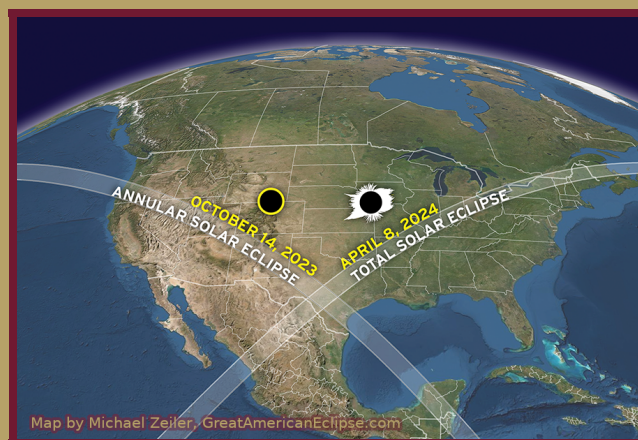 OCTOBER 14, 2023
ANNULAR SOLAR ECLIPSE
APRIL 8, 2024
TOTAL SOLAR ECLIPSE
Map by Michael Zeiler, GreatAmericanEclipse.com